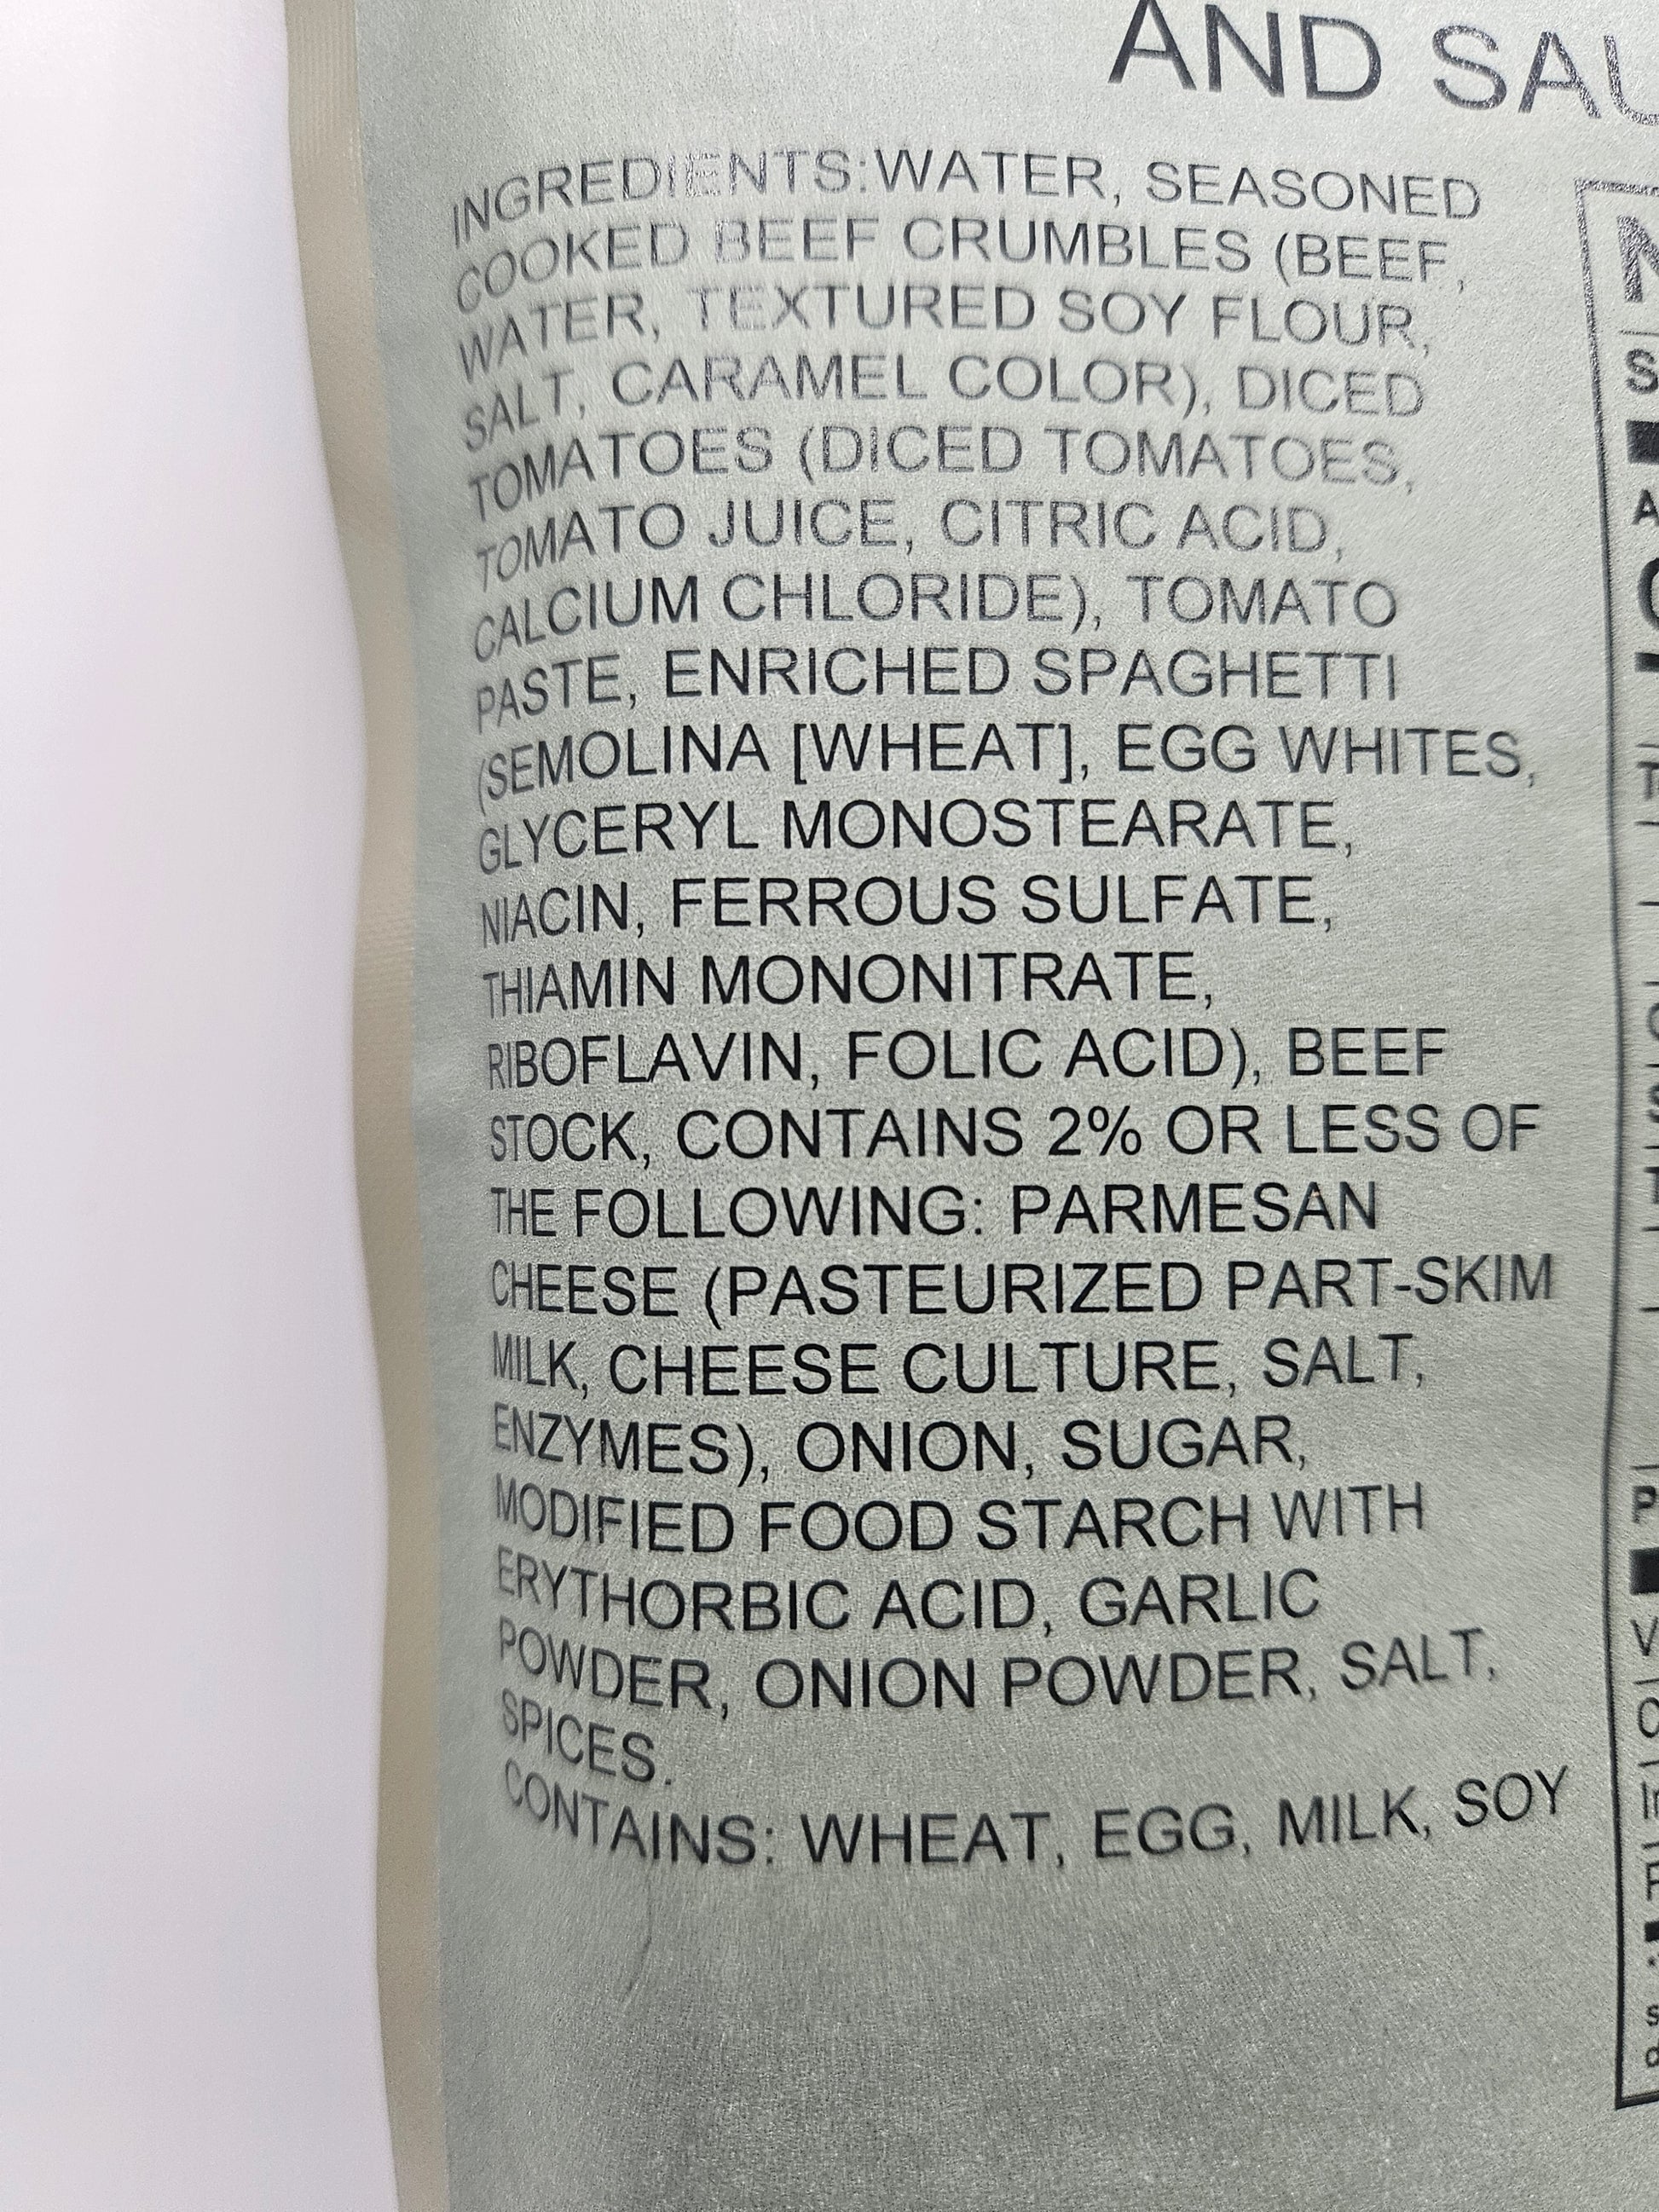 AND SAU
INGREDIENTS:WATER, SEASONED
COOKED BEEF CRUMBLES (BEEF,
WATER, TEXTURED SOY FLOUR,
SALT, CARAMEL COLOR), DICED
TOMATOES (DICED TOMATOES,
TOMATO JUICE, CITRIC ACID,
CALCIUM CHLORIDE), TOMATO
PASTE, ENRICHED SPAGHETTI
(SEMOLINA [WHEAT], EGG WHITES,
GLYCERYL MONOSTEARATE,
NIACIN, FERROUS SULFATE,
THIAMIN MONONITRATE,
RIBOFLAVIN, FOLIC ACID), BEEF
STOCK, CONTAINS 2% OR LESS OF
THE FOLLOWING: PARMESAN
CHEESE (PASTEURIZED PART-SKIM
MILK, CHEESE CULTURE, SALT,
ENZYMES), ONION, SUGAR,
MODIFIED FOOD STARCH WITH
ERYTHORBIC ACID, GARLIC
POWDER, ONION POWDER, SALT,
SPICES.
CONTAINS: WHEAT, EGG, MILK, SOY